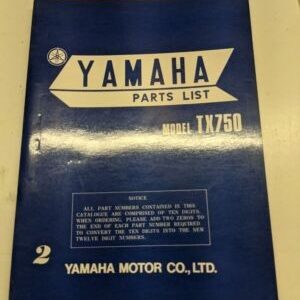 YAMAHA
PARTS LIST
MODEL TX750
NOTICE
ALL PART NUMBERS CONTAINED IN THIS
CATALOGUE ARE COMPRISED OF TEN DIGITS,
WHEN ORDERING, PLEASE ADD TWO ZEROS TO
THE END OF EACH PART NUMBER REQUIRED
TO CONVERT THE TEN DIGITS INTO THE NEW
TWELVE DIGIT NUMBERS.
2
YAMAHA MOTOR CO., LTD.